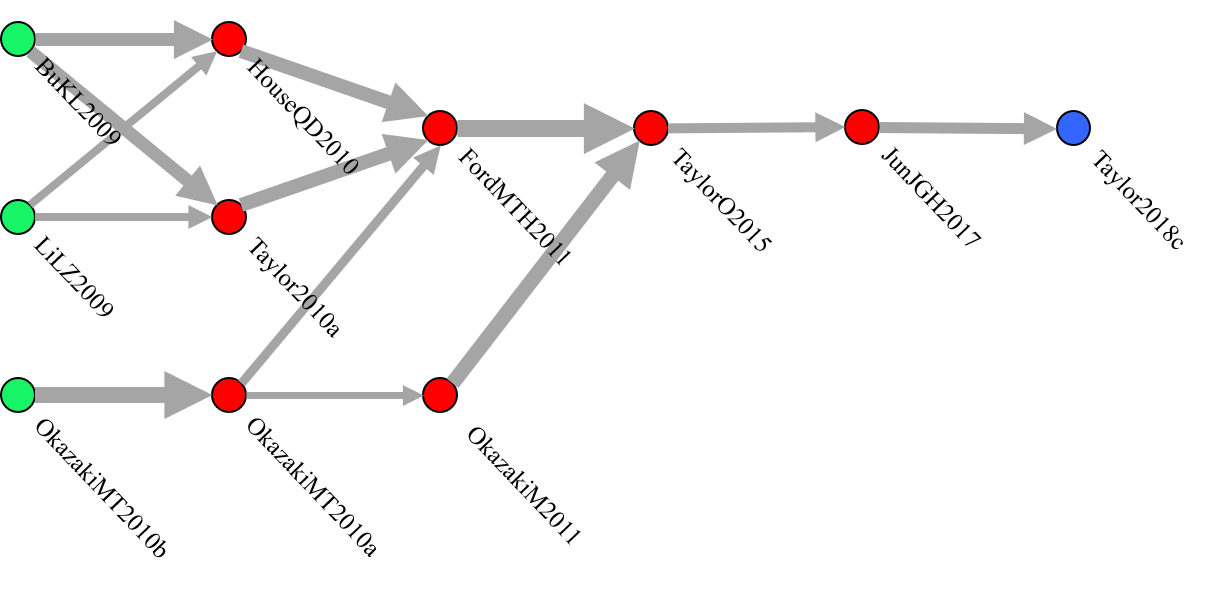 BuKL2009
HouseQD2010
FordMTH2011
TaylorO2015
JunJGH2017
Taylor2018c
LiLZ2009
Taylor2010a
OkazakiMT2010b
OkazakiMT2010a
OkazakiM2011